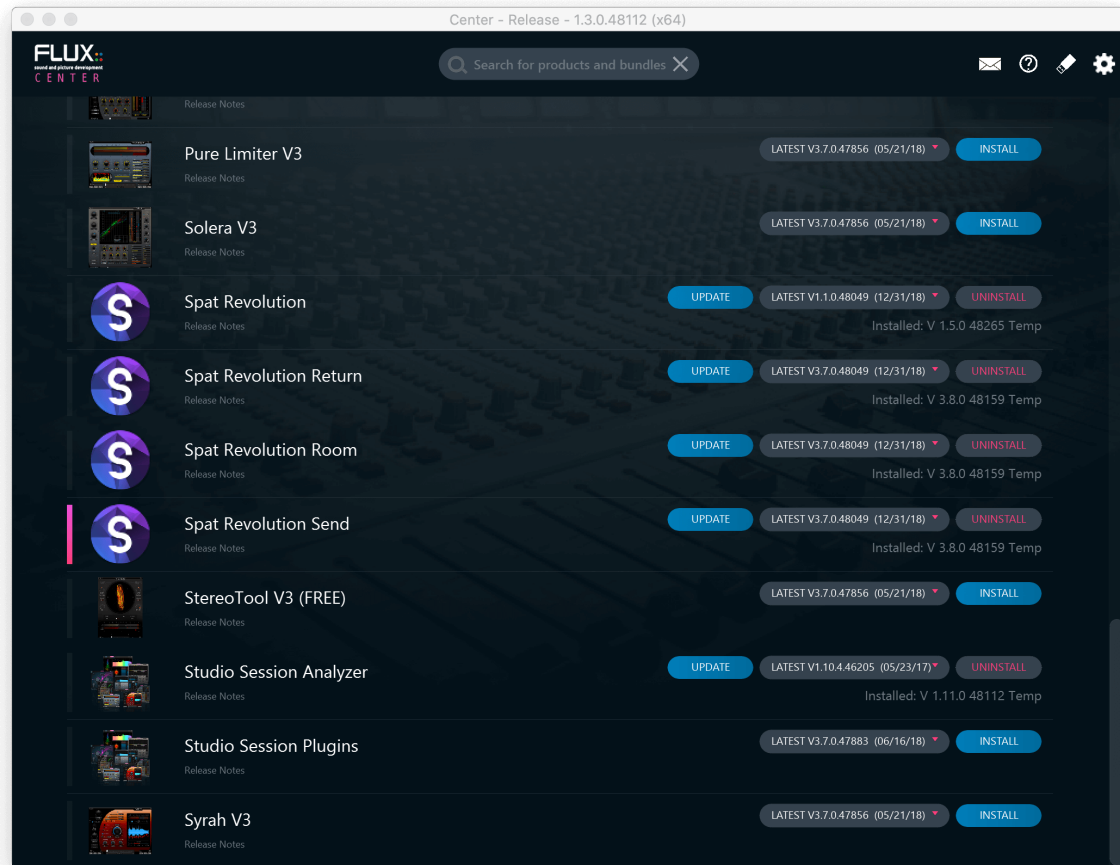 Center - Release - 1.3.0.48112 (x64)
FLUX::
sound and picture development
CENTER
Search for products and bundles
Release Notes
Pure Limiter V3
LATEST V3.7.0.47856 (05/21/18)
INSTALL
Release Notes
Solera V3
LATEST V3.7.0.47856 (05/21/18)
INSTALL
Release Notes
S
Spat Revolution
UPDATE
LATEST V1.1.0.48049 (12/31/18)
UNINSTALL
Release Notes
Installed: V 1.5.0 48265 Temp
S
Spat Revolution Return
UPDATE
LATEST V3.7.0.48049 (12/31/18)
UNINSTALL
Release Notes
Installed: V 3.8.0 48159 Temp
S
Spat Revolution Room
UPDATE
LATEST V3.7.0.48049 (12/31/18)
UNINSTALL
Release Notes
Installed: V 3.8.0 48159 Temp
S
Spat Revolution Send
UPDATE
LATEST V3.7.0.48049 (12/31/18)
UNINSTALL
Release Notes
Installed: V 3.8.0 48159 Temp
StereoTool V3 (FREE)
LATEST V3.7.0.47856 (05/21/18)
INSTALL
Release Notes
Studio Session Analyzer
UPDATE
LATEST V1.10.4.46205 (05/23/17)
UNINSTALL
Release Notes
Installed: V 1.11.0 48112 Temp
Studio Session Plugins
LATEST V3.7.0.47883 (06/16/18)
INSTALL
Release Notes
Syrah V3
LATEST V3.7.0.47856 (05/21/18)
INSTALL
Release Notes